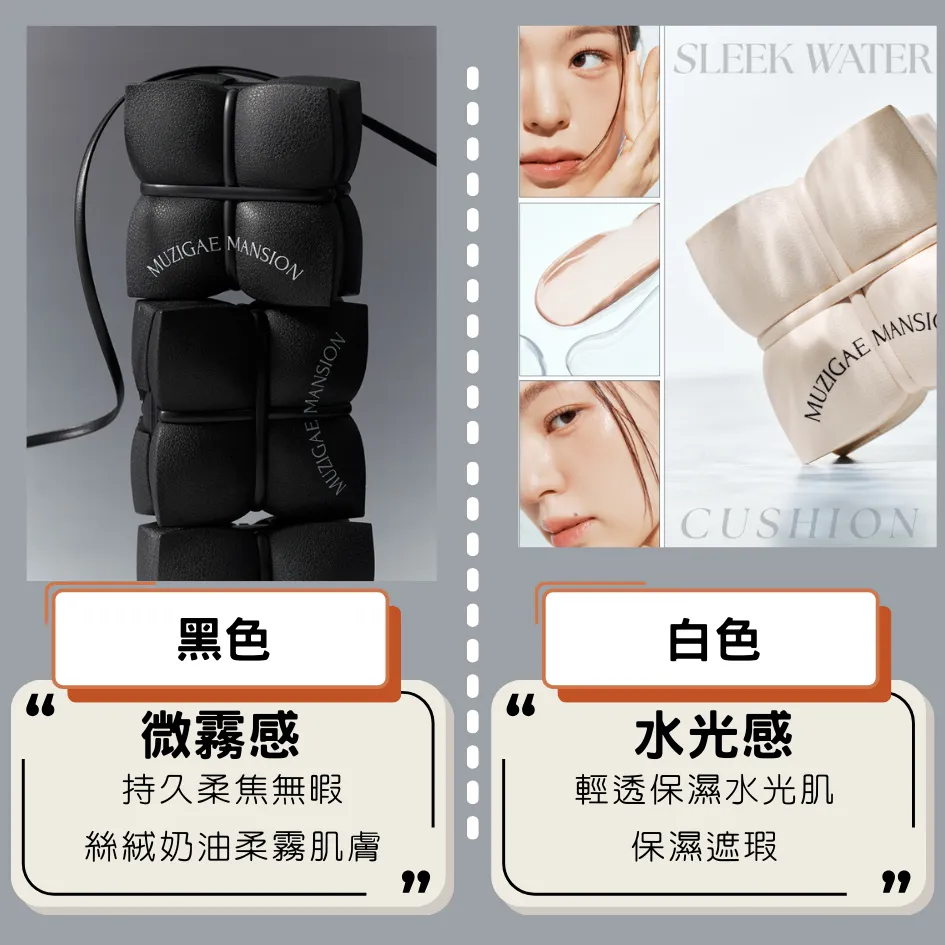 MUZIGAE MANSION
MUZIGAE MANSION
黑色
“
微霧感
持久柔焦無暇
絲絨奶油柔霧肌膚
”
SLEEK WATER
MUZIGAE MANSIO
CUSHION
白色
“
水光感
輕透保濕水光肌
保濕遮瑕
”